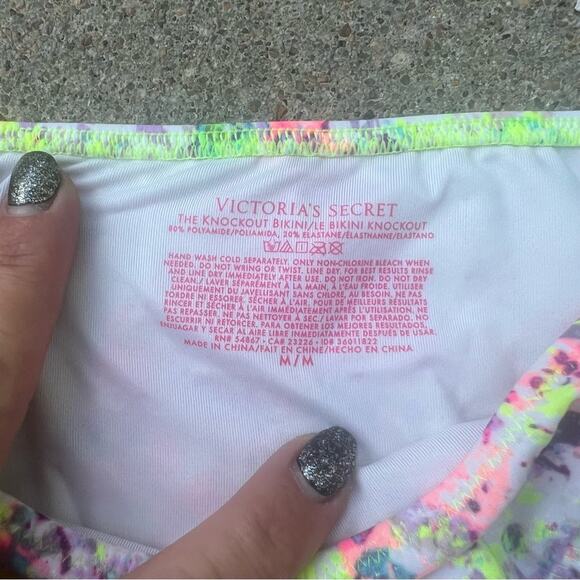 VICTORIA'S SECRET
THE KNOCKOUT BIKINI/LE BIKINI KNOCKOUT
80% POLYAMIDE/POLIAMIDA, 20% ELASTANE/ÉLASTHANNE/ELASTANO
HAND WASH COLD SEPARATELY. ONLY NON-CHLORINE BLEACH WHEN
NEEDED. DO NOT WRING OR TWIST. LINE DRY. FOR BEST RESULTS RINSE
AND LINE DRY IMMEDIATELY AFTER USE. DO NOT IRON. DO NOT DRY
CLEAN./ LAVER SÉPARÉMENT À LA MAIN, À L'EAU FROIDE. UTILISER
UNIQUEMENT DU JAVELLISANT SANS CHLORE, AU BESOIN. NE PAS
TORDRE NI ESSORER. SÉCHER À L'AIR. POUR DE MEILLEURS RÉSULTATS
RINCER ET SÉCHER À L'AIR IMMÉDIATEMENT APRÈS L'UTILISATION. NE
PAS REPASSER. NE PAS NETTOYER À SEC./ LAVAR POR SEPARADO. NO
ESCURRIR NI RETORCER. PARA OBTENER LOS MEJORES RESULTADOS,
ENJUAGAR Y SECAR AL AIRE LIBRE INMEDIATAMENTE DESPUÉS DE USAR.
RN# 54867 • CA# 23226 • ID# 36011822
MADE IN CHINA/FAIT EN CHINE/HECHO EN CHINA
M/M